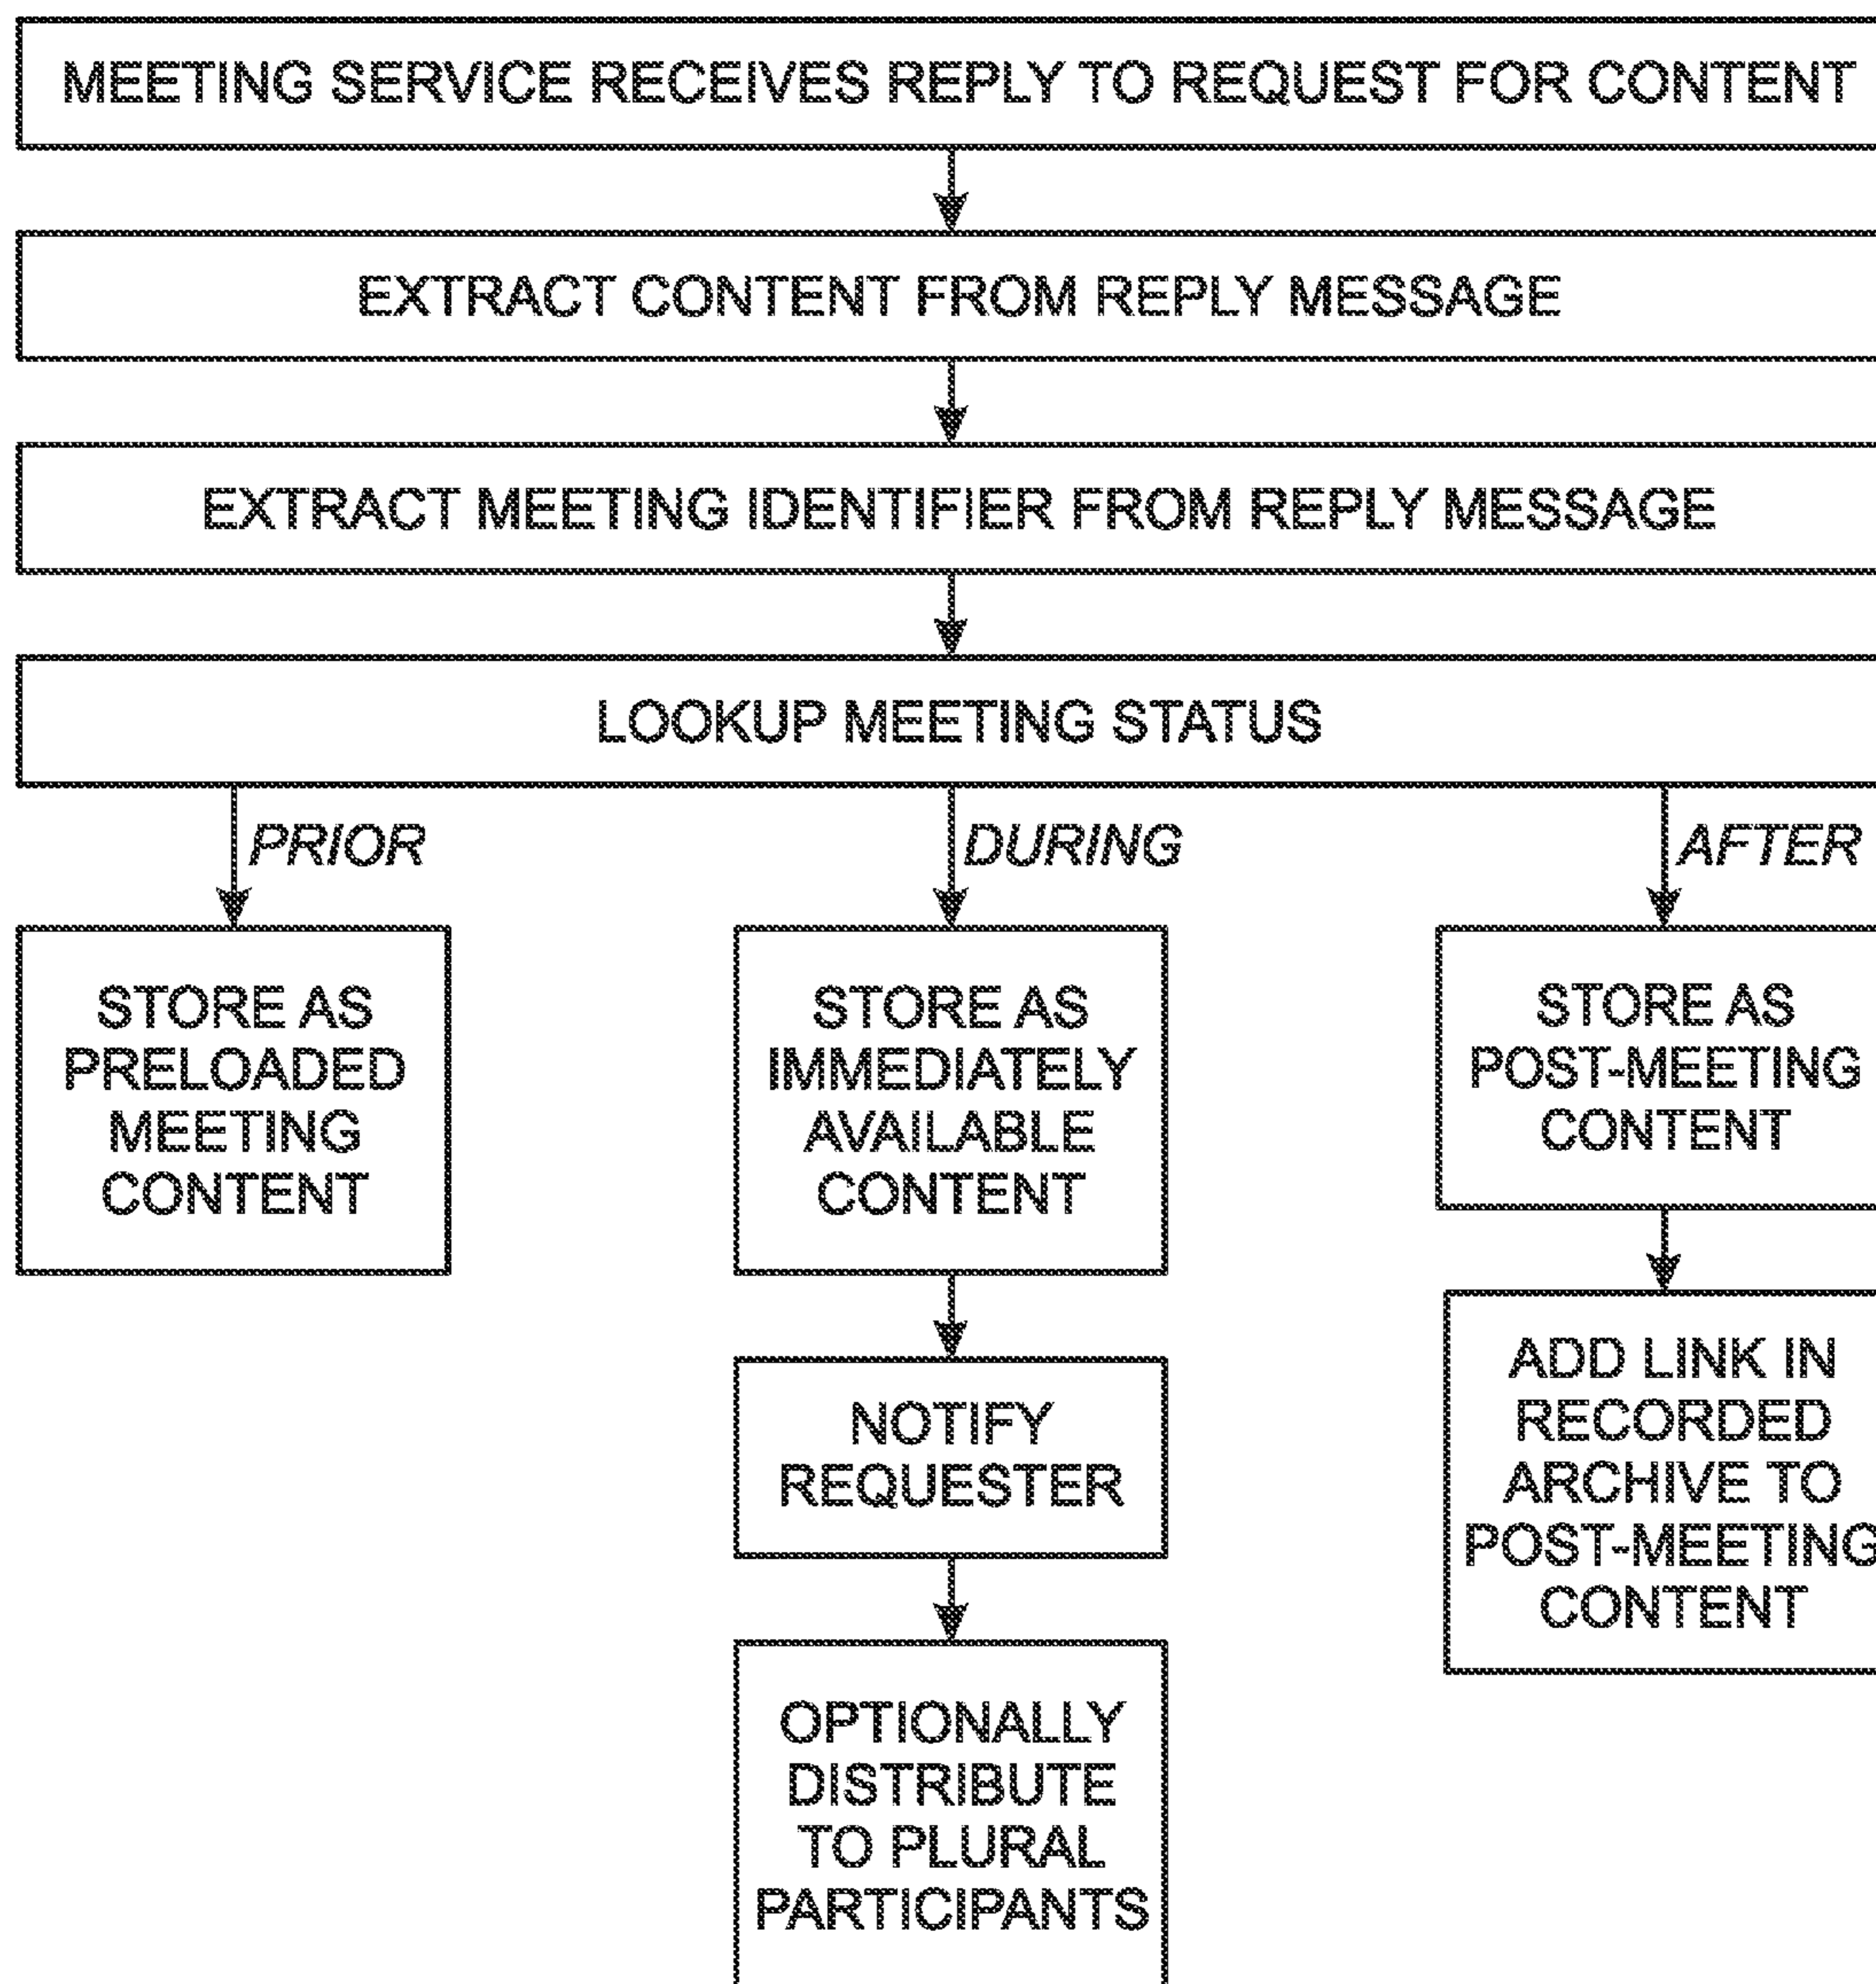 MEETING SERVICE RECEIVES REPLY TO REQUEST FOR CONTENT
EXTRACT CONTENT FROM REPLY MESSAGE
EXTRACT MEETING IDENTIFIER FROM REPLY MESSAGE
LOOKUP MEETING STATUS
PRIOR
DURING
AFTER
STORE AS
PRELOADED
MEETING
CONTENT
STORE AS
IMMEDIATELY
AVAILABLE
CONTENT
STORE AS
POST-MEETING
CONTENT
NOTIFY
REQUESTER
ADD LINK IN
RECORDED
ARCHIVE TO
POST-MEETING
CONTENT
OPTIONALLY
DISTRIBUTE
TO PLURAL
PARTICIPANTS